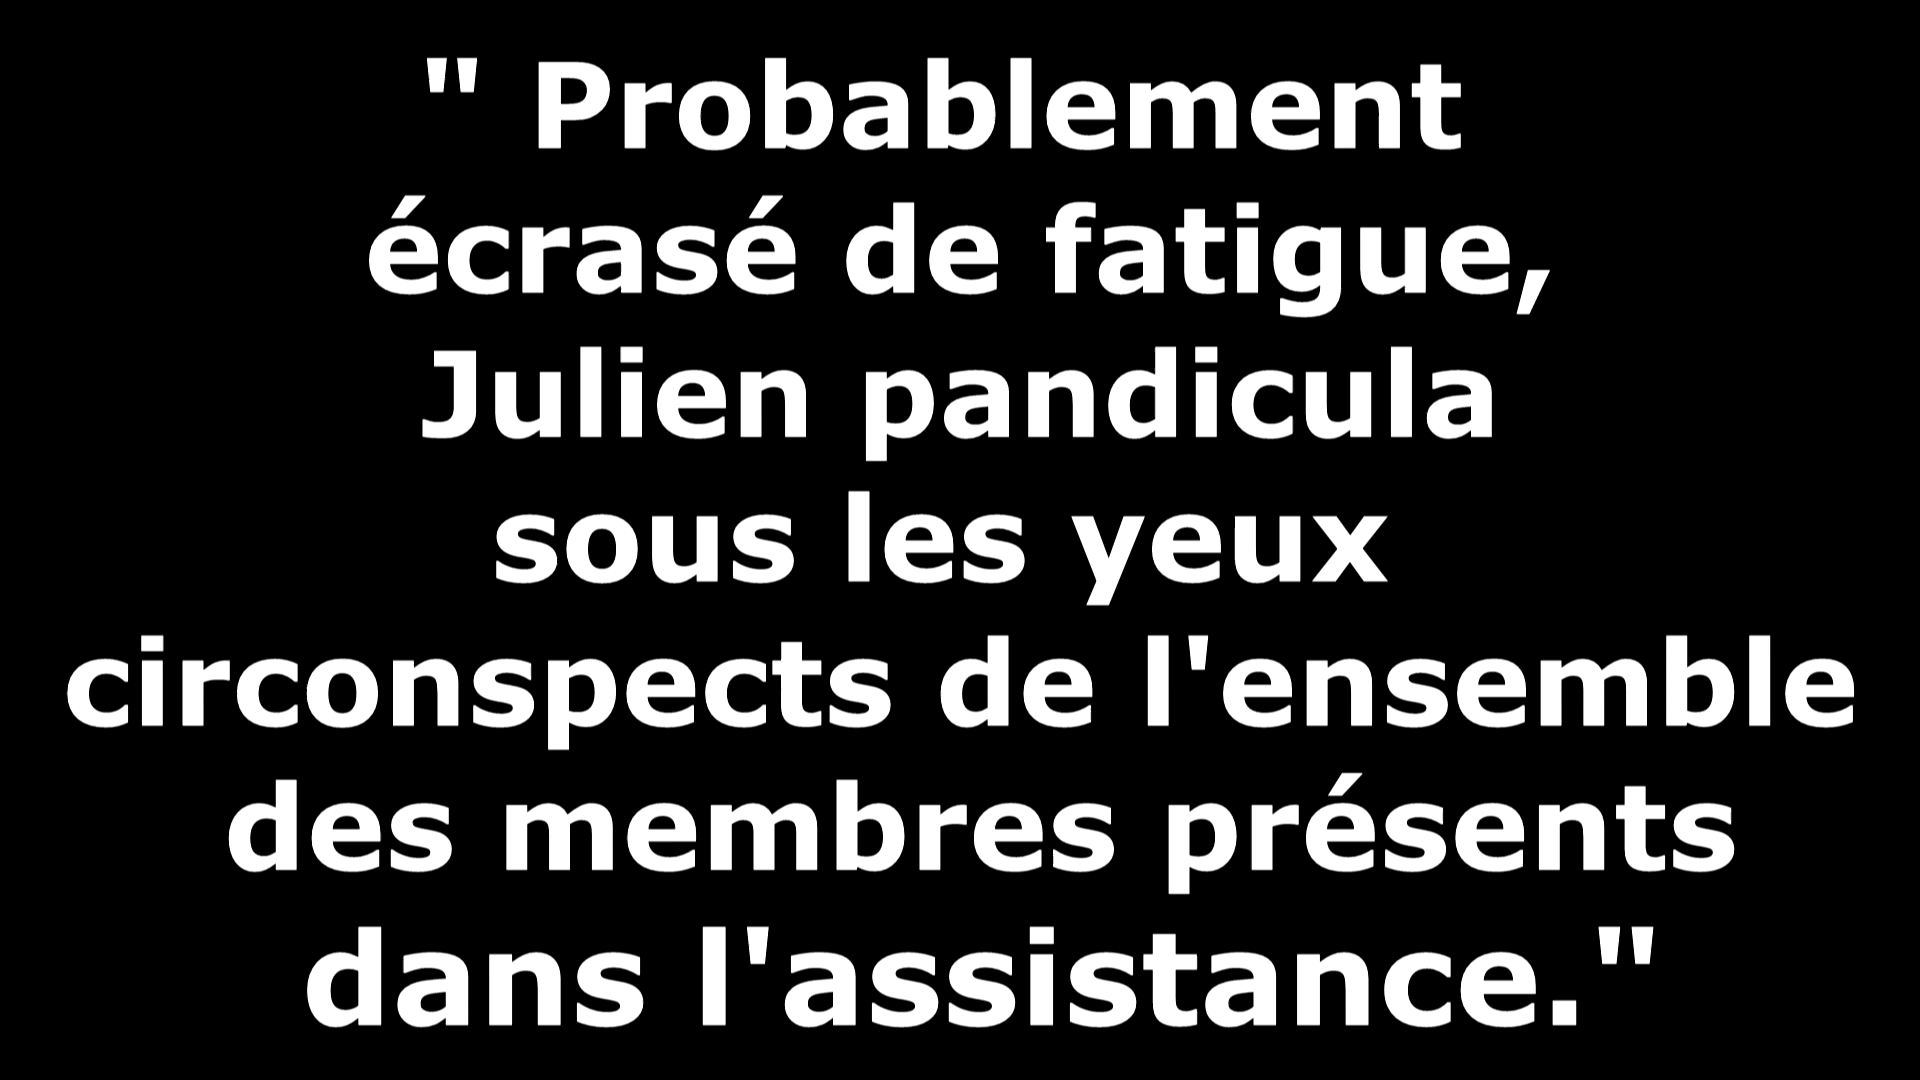 " Probablement
écrasé de fatigue,
Julien pandicula
sous les yeux
circonspects de l'ensemble
des membres présents
dans l'assistance."